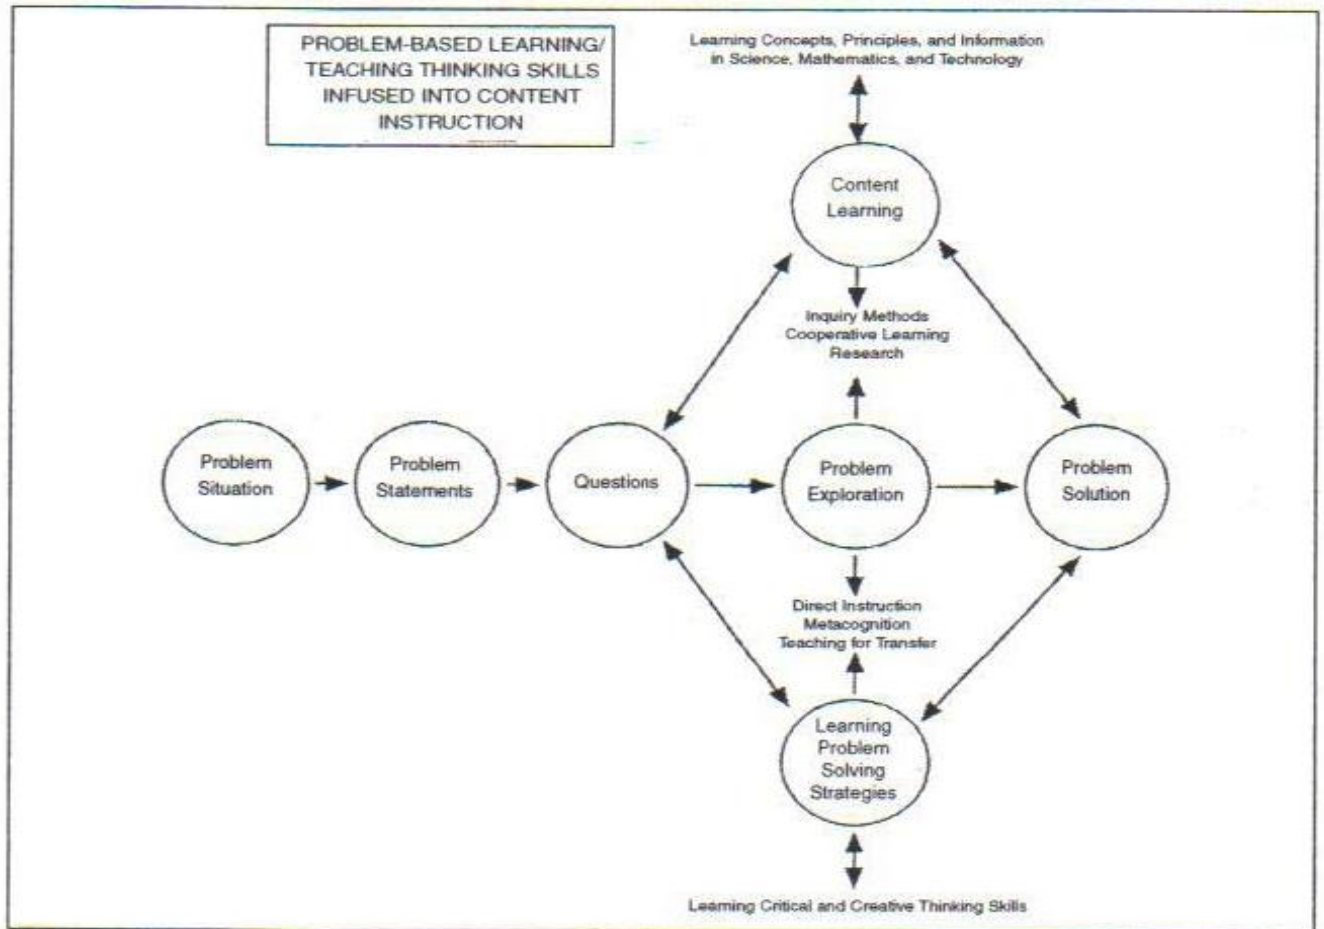 PROBLEM-BASED LEARNING/
TEACHING THINKING SKILLS
INFUSED INTO CONTENT
INSTRUCTION
Learning Concepts, Principles, and Information
in Science, Mathematics, and Technology
Content
Learning
Inquiry Methods
Cooperative Learning
Research
Problem
Situation
Problem
Statements
Questions
Problem
Exploration
Problem
Solution
Direct Instruction
Metacognition
Teaching for Transfer
Learning
Problem
Solving
Strategies
Learning Critical and Creative Thinking Skills